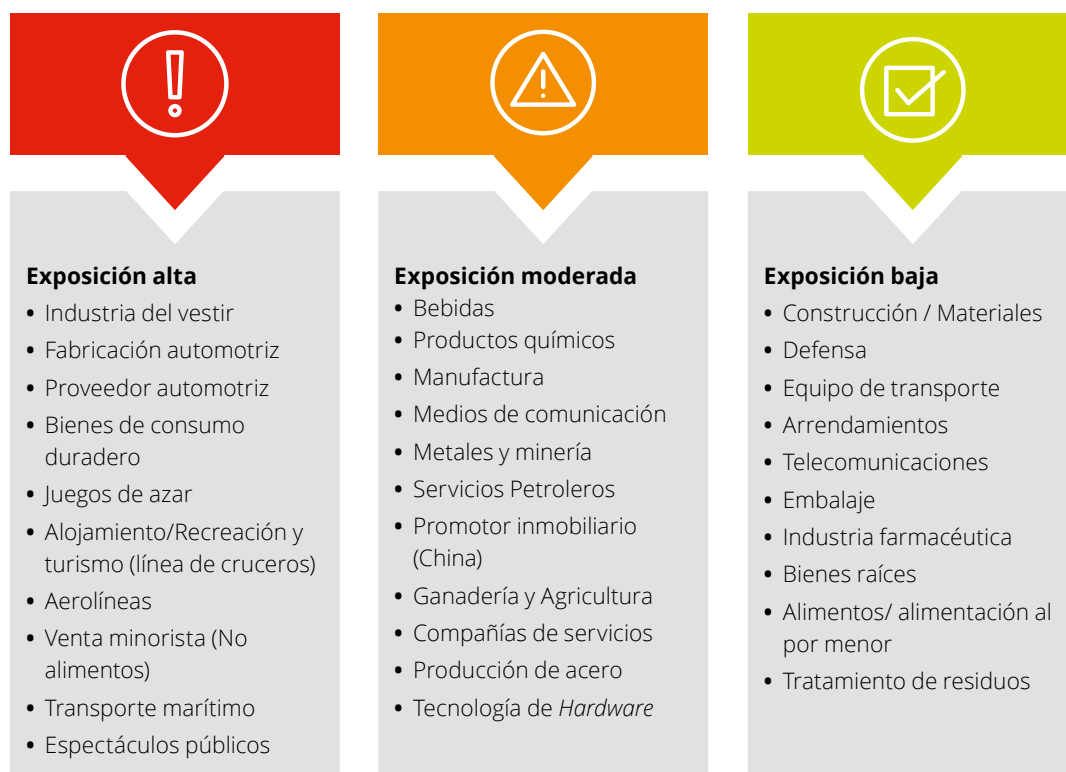 Exposición alta
• Industria del vestir
• Fabricación automotriz
• Proveedor automotriz
• Bienes de consumo
duradero
• Juegos de azar
• Alojamiento/Recreación y
turismo (línea de cruceros)
• Aerolíneas
• Venta minorista (No
alimentos)
• Transporte marítimo
• Espectáculos públicos
Exposición moderada
• Bebidas
• Productos químicos
• Manufactura
• Medios de comunicación
• Metales y minería
• Servicios Petroleros
• Promotor inmobiliario
(China)
• Ganadería y Agricultura
• Compañías de servicios
• Producción de acero
• Tecnología de Hardware
Exposición baja
• Construcción / Materiales
• Defensa
• Equipo de transporte
• Arrendamientos
• Telecomunicaciones
• Embalaje
• Industria farmacéutica
• Bienes raíces
• Alimentos/ alimentación al
por menor
• Tratamiento de residuos